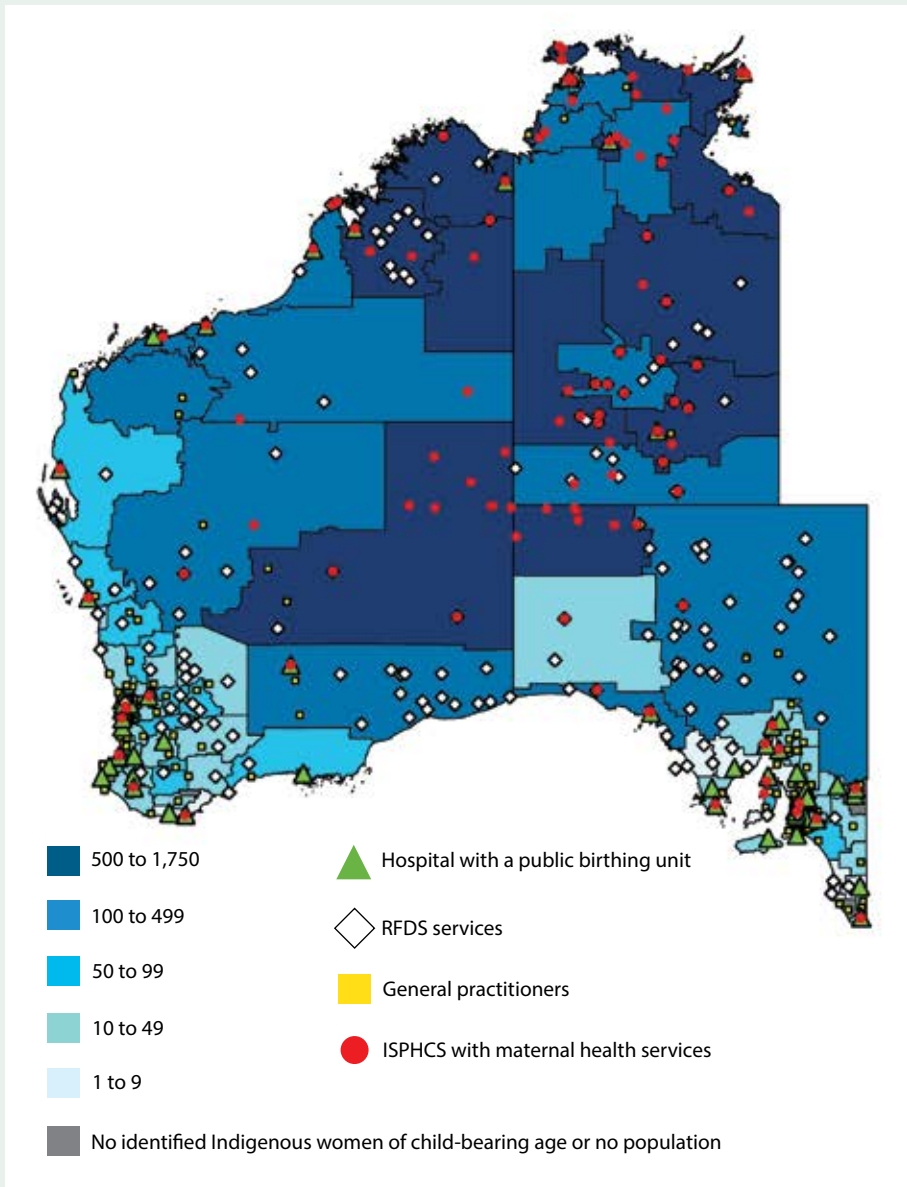 500 to 1,750
100 to 499
50 to 99
10 to 49
1 to 9
No identified Indigenous women of child-bearing age or no population
Hospital with a public birthing unit
RFDS services
General practitioners
ISPHCS with maternal health services